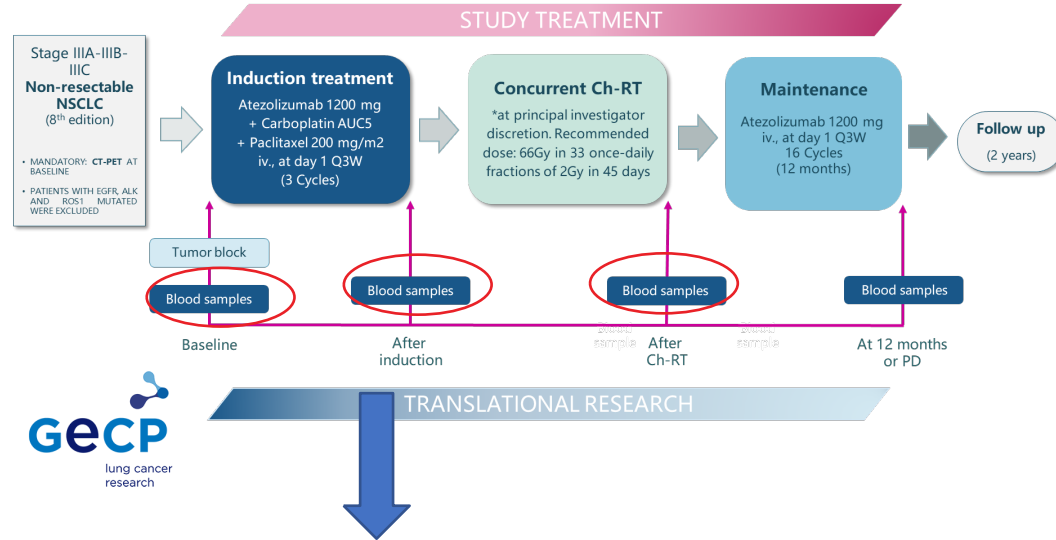 STUDY TREATMENT
Stage IIIA-IIIB-
IIIC
Non-resectable
NSCLC
(8th edition)
• MANDATORY: CT-PET AT
BASELINE
• PATIENTS WITH EGFR, ALK
AND ROS1 MUTATED
WERE EXCLUDED
Induction treatment
Atezolizumab 1200 mg
+ Carboplatin AUC5
+ Paclitaxel 200 mg/m2
iv., at day 1 Q3W
(3 Cycles)
Concurrent Ch-RT
*at principal investigator
discretion. Recommended
dose: 66Gy in 33 once-daily
fractions of 2Gy in 45 days
Maintenance
Atezolizumab 1200 mg
iv., at day 1 Q3W
16 Cycles
(12 months)
Follow up
(2 years)
Tumor block
Blood samples
Blood samples
Blood samples
Blood samples
Baseline
After
induction
Blood
sample
After
Ch-RT
Blood
sample
At 12 months
or PD
TRANSLATIONAL RESEARCH
GeCP
lung cancer
research